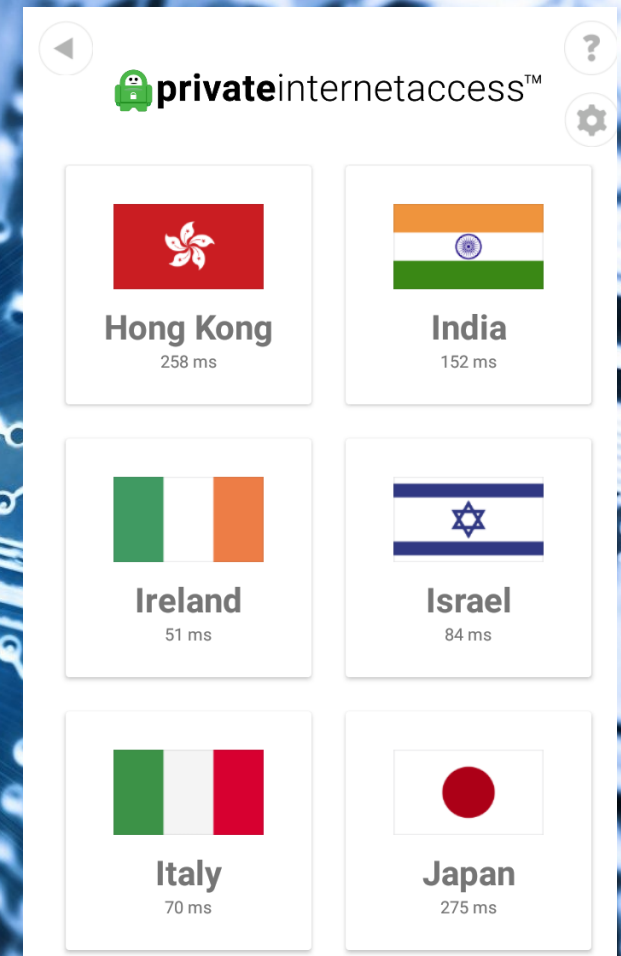 ?
privateinternetaccess™
Hong Kong
258 ms
India
152 ms
Ireland
51 ms
Israel
84 ms
Italy
70 ms
Japan
275 ms